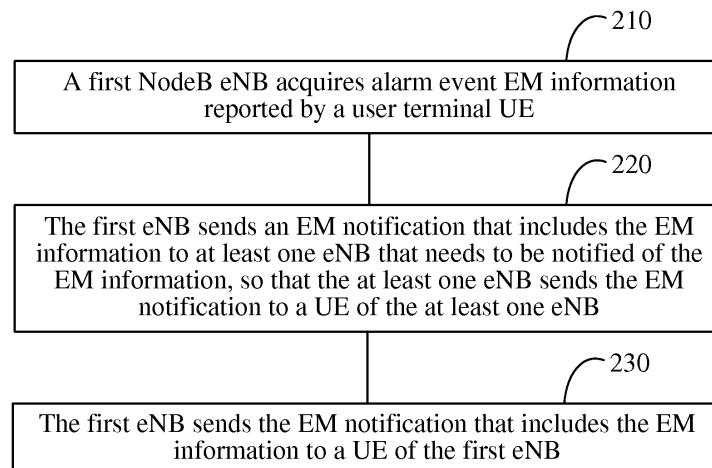 210
A first NodeB eNB acquires alarm event EM information
reported by a user terminal UE
220
The first eNB sends an EM notification that includes the EM
information to at least one eNB that needs to be notified of the
EM information, so that the at least one eNB sends the EM
notification to a UE of the at least one eNB
230
The first eNB sends the EM notification that includes the EM
information to a UE of the first eNB